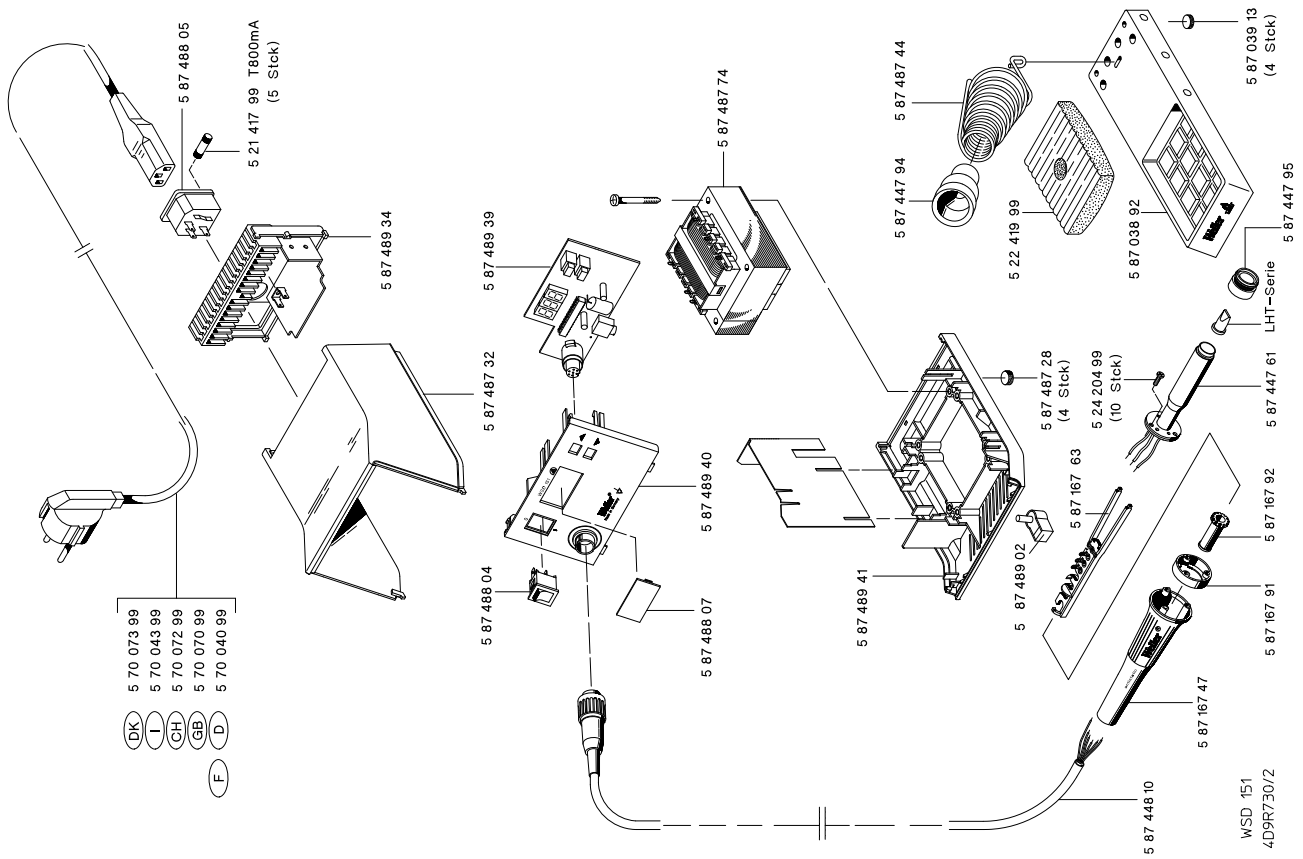 5 87 488 05
5 21 417 99 T800mA
(5 Stck)
5 87 489 34
5 87 487 32
DK 5 70 073 99
I 5 70 043 99
CH 5 70 072 99
GB 5 70 070 99
F D 5 70 040 99
5 87 489 39
5 87 489 40
5 87 488 04
5 87 488 07
Weller®
5 87 487 74
5 87 487 28
(4 Stck)
5 87 489 41
5 87 489 02
5 87 487 44
5 87 447 94
5 22 419 99
5 87 038 92
5 87 039 13
(4 Stck)
Weller
5 87 447 95
LHT-Serie
5 24 204 99
(10 Stck)
5 87 447 61
5 87 167 63
5 87 167 92
5 87 167 91
5 87 167 47
Weller®
5 87 448 10
WSD 151
4D9R730/2